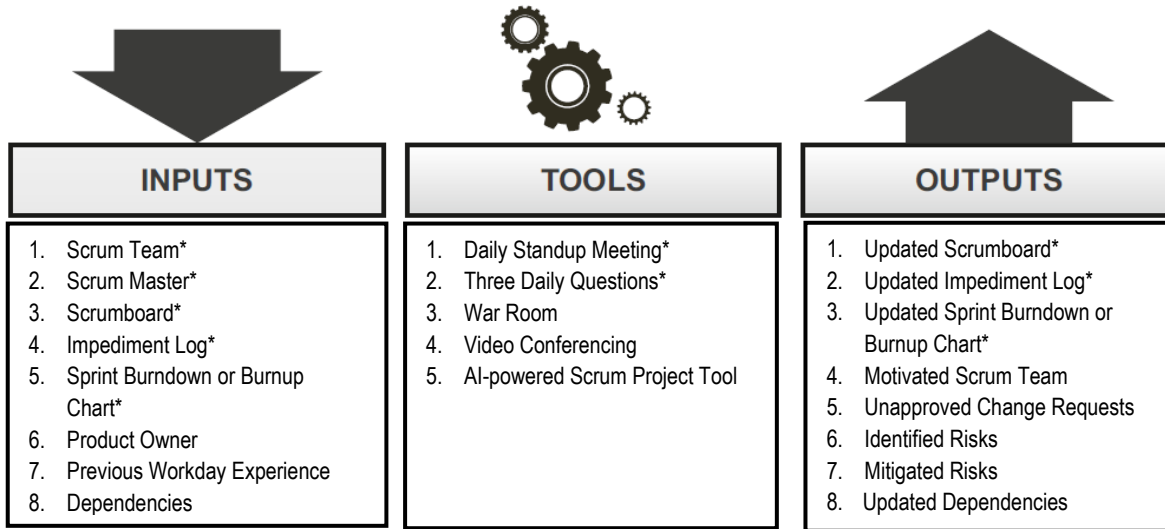 INPUTS
1. Scrum Team*
2. Scrum Master*
3. Scrumboard*
4. Impediment Log*
5. Sprint Burndown or Burnup
Chart*
6. Product Owner
7. Previous Workday Experience
8. Dependencies
TOOLS
1. Daily Standup Meeting*
2. Three Daily Questions*
3. War Room
4. Video Conferencing
5. AI-powered Scrum Project Tool
OUTPUTS
1. Updated Scrumboard*
2. Updated Impediment Log*
3. Updated Sprint Burndown or
Burnup Chart*
4. Motivated Scrum Team
5. Unapproved Change Requests
6. Identified Risks
7. Mitigated Risks
8. Updated Dependencies